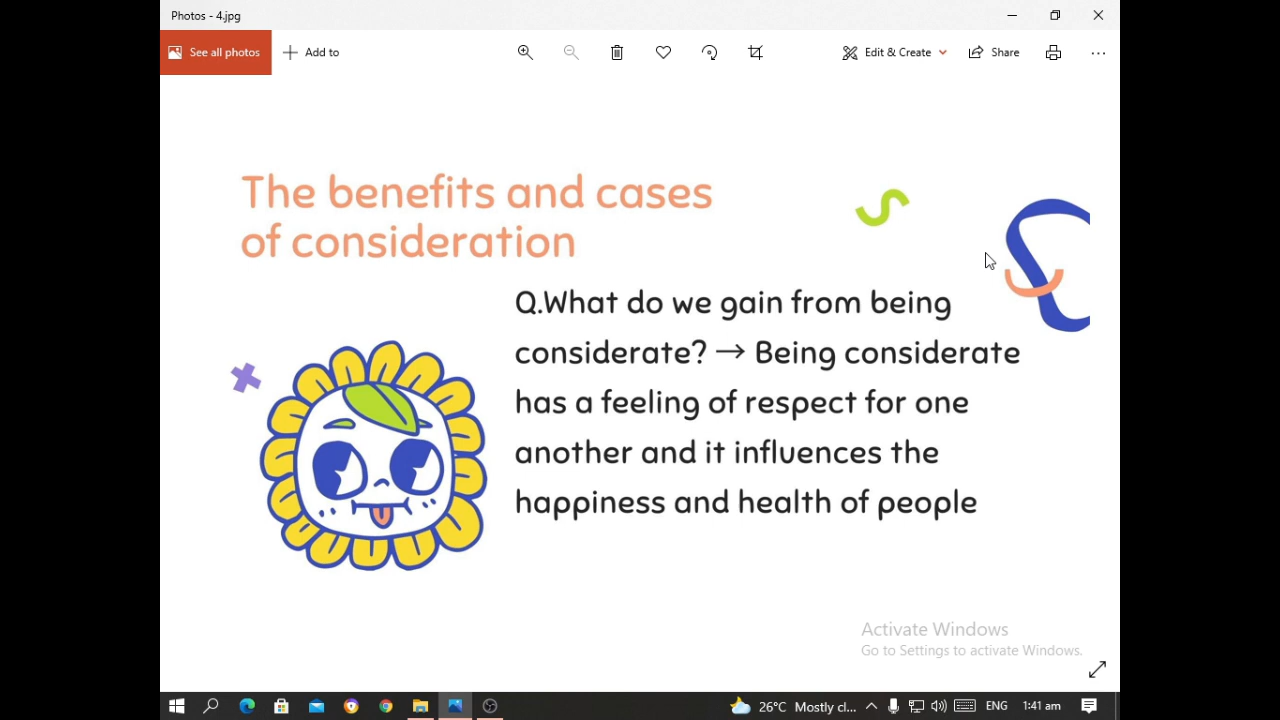 Photos - 4.jpg
See all photos
Add to
Edit & Create
Share
The benefits and cases
of consideration
Q.What do we gain from being
considerate? → Being considerate
has a feeling of respect for one
another and it influences the
happiness and health of people
Activate Windows
Go to Settings to activate Windows.
26°C Mostly cl... ENG 1:41 am